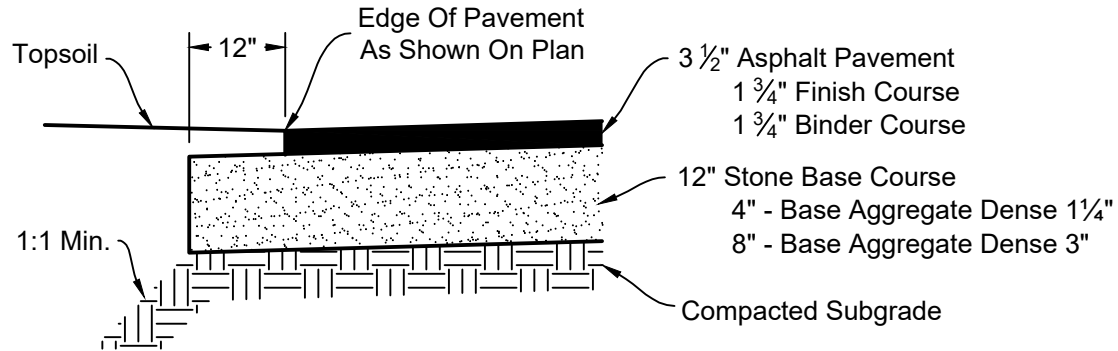 Edge Of Pavement
As Shown On Plan
12"
Topsoil
3 ½" Asphalt Pavement
1 ¾" Finish Course
1 ¾" Binder Course
12" Stone Base Course
4" - Base Aggregate Dense 1¼"
8" - Base Aggregate Dense 3"
1:1 Min.
Compacted Subgrade